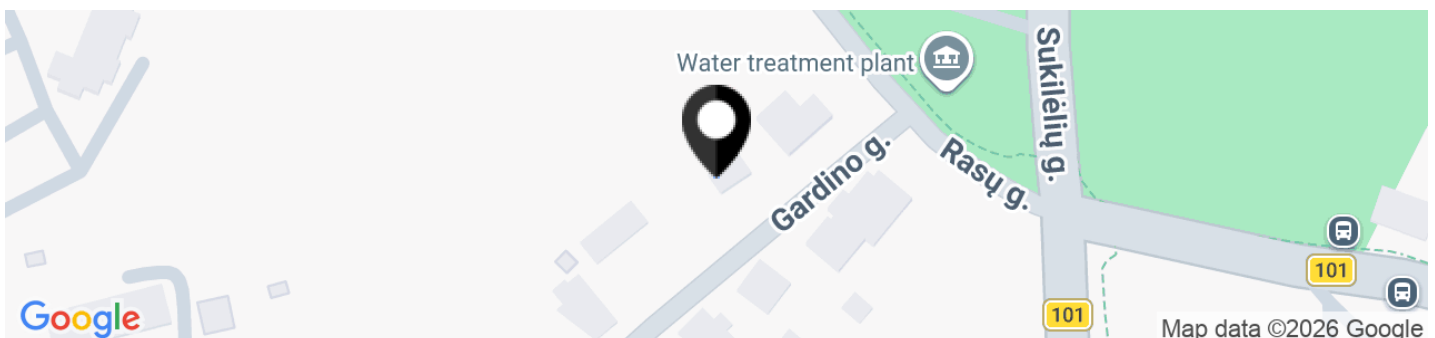 Water treatment plant
Sukilėlių g.
Gardino g.
Rasų g.
101
101
Google
Map data ©2026 Google